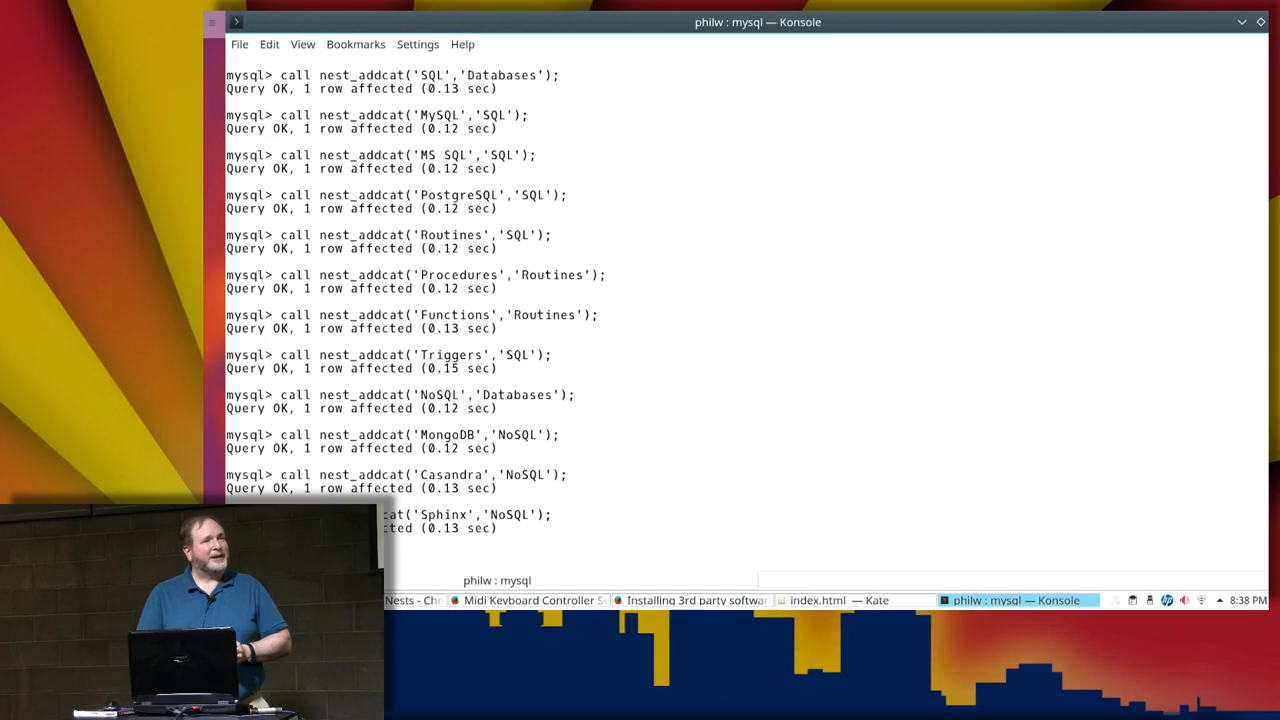 philw : mysql — Konsole
File Edit View Bookmarks Settings Help
mysql> call nest_addcat('SQL','Databases');
Query OK, 1 row affected (0.13 sec)
mysql> call nest_addcat('MySQL','SQL');
Query OK, 1 row affected (0.12 sec)
mysql> call nest_addcat('MS SQL','SQL');
Query OK, 1 row affected (0.12 sec)
mysql> call nest_addcat('PostgreSQL','SQL');
Query OK, 1 row affected (0.12 sec)
mysql> call nest_addcat('Routines','SQL');
Query OK, 1 row affected (0.12 sec)
mysql> call nest_addcat('Procedures','Routines');
Query OK, 1 row affected (0.12 sec)
mysql> call nest_addcat('Functions','Routines');
Query OK, 1 row affected (0.13 sec)
mysql> call nest_addcat('Triggers','SQL');
Query OK, 1 row affected (0.15 sec)
mysql> call nest_addcat('NoSQL','Databases');
Query OK, 1 row affected (0.12 sec)
mysql> call nest_addcat('MongoDB','NoSQL');
Query OK, 1 row affected (0.12 sec)
mysql> call nest_addcat('Casandra','NoSQL');
Query OK, 1 row affected (0.13 sec)
cat('Sphinx','NoSQL');
cted (0.13 sec)
philw : mysql
Nests - Chr Midi Keyboard Controller S Installing 3rd party softwa index.html — Kate philw : mysql — Konsole 8:38 PM